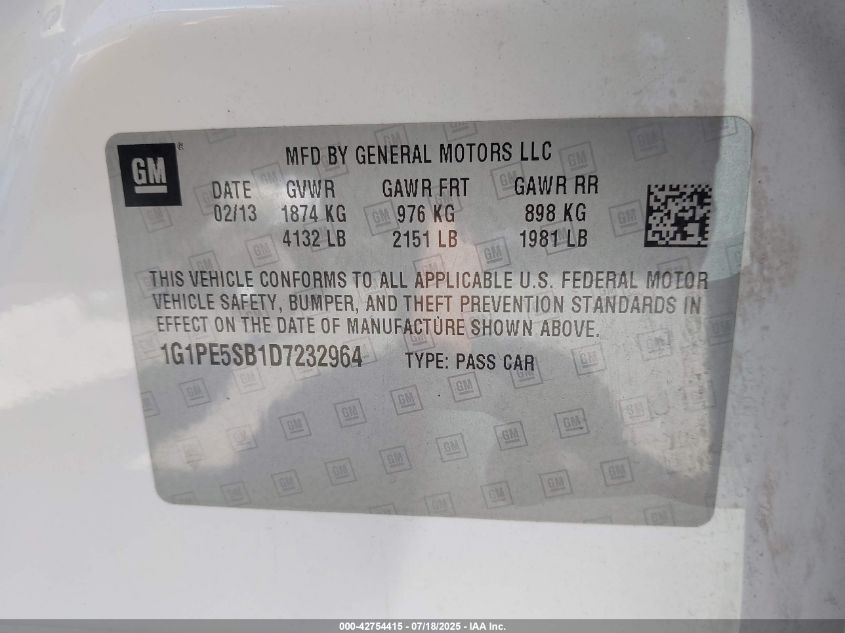 GM
MFD BY GENERAL MOTORS LLC
DATE GVWR GAWR FRT GAWR RR
02/13 1874 KG 976 KG 898 KG
4132 LB 2151 LB 1981 LB
THIS VEHICLE CONFORMS TO ALL APPLICABLE U.S. FEDERAL MOTOR
VEHICLE SAFETY, BUMPER, AND THEFT PREVENTION STANDARDS IN
EFFECT ON THE DATE OF MANUFACTURE SHOWN ABOVE.
1G1PE5SB1D7232964 TYPE: PASS CAR
000-42754415 - 07/18/2025 - IAA Inc.